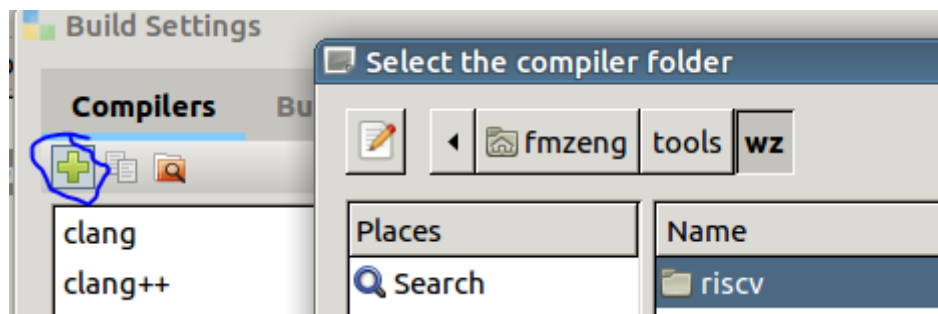 Build Settings
Select the compiler folder
Compilers
fmzeng tools wz
Places Name
clang
Search riscv
clang++